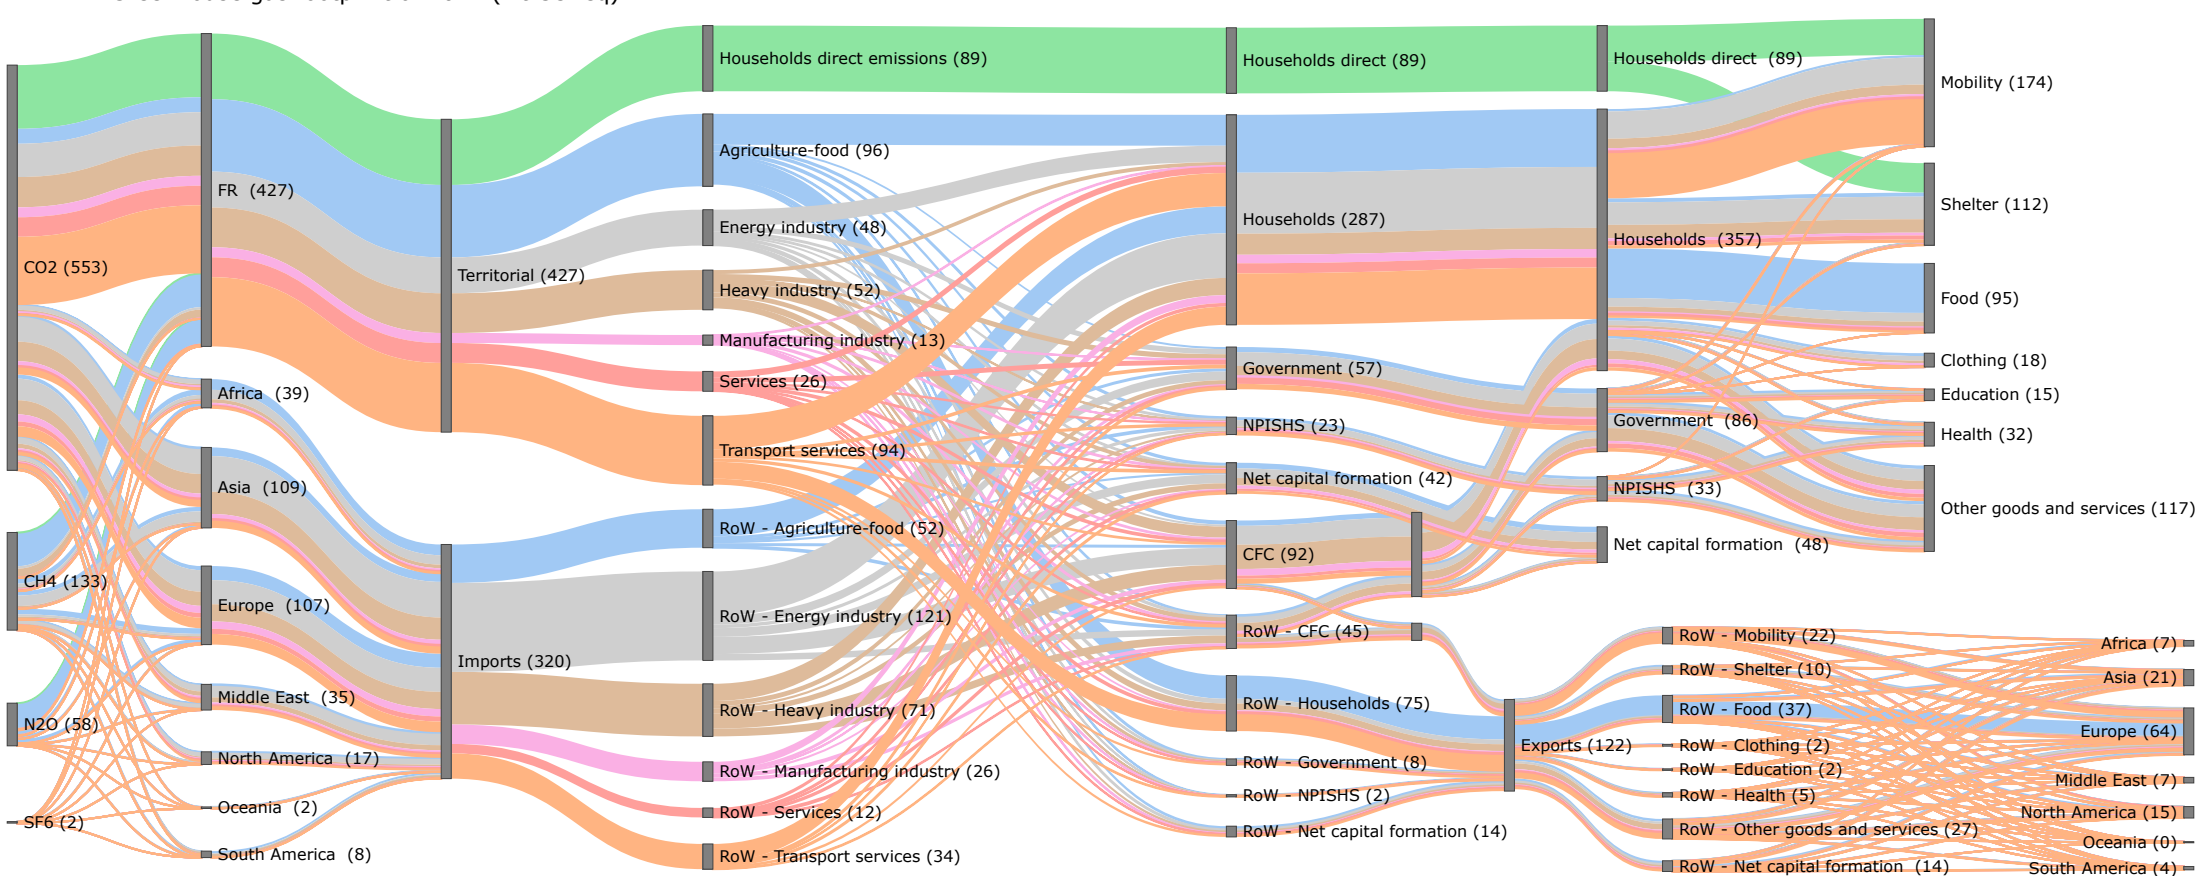 CO2 (553)
CH4 (133)
N2O (58)
SF6 (2)
FR (427)
Africa (39)
Asia (109)
Europe (107)
Middle East (35)
North America (17)
Oceania (2)
South America (8)
Territorial (427)
Imports (320)
Households direct emissions (89)
Agriculture-food (96)
Energy industry (48)
Heavy industry (52)
Manufacturing industry (13)
Services (26)
Transport services (94)
RoW - Agriculture-food (52)
RoW - Energy industry (121)
RoW - Heavy industry (71)
RoW - Manufacturing industry (26)
RoW - Services (12)
RoW - Transport services (34)
Households direct (89)
Households (287)
Government (57)
NPISHS (23)
Net capital formation (42)
CFC (92)
RoW - CFC (45)
RoW - Households (75)
RoW - Government (8)
RoW - NPISHS (2)
RoW - Net capital formation (14)
Exports (122)
Households direct (89)
Households (357)
Government (86)
NPISHS (33)
Net capital formation (48)
RoW - Mobility (22)
RoW - Shelter (10)
RoW - Food (37)
RoW - Clothing (2)
RoW - Education (2)
RoW - Health (5)
RoW - Other goods and services (27)
RoW - Net capital formation (14)
Mobility (174)
Shelter (112)
Food (95)
Clothing (18)
Education (15)
Health (32)
Other goods and services (117)
Africa (7)
Asia (21)
Europe (64)
Middle East (7)
North America (15)
Oceania (0)
South America (4)